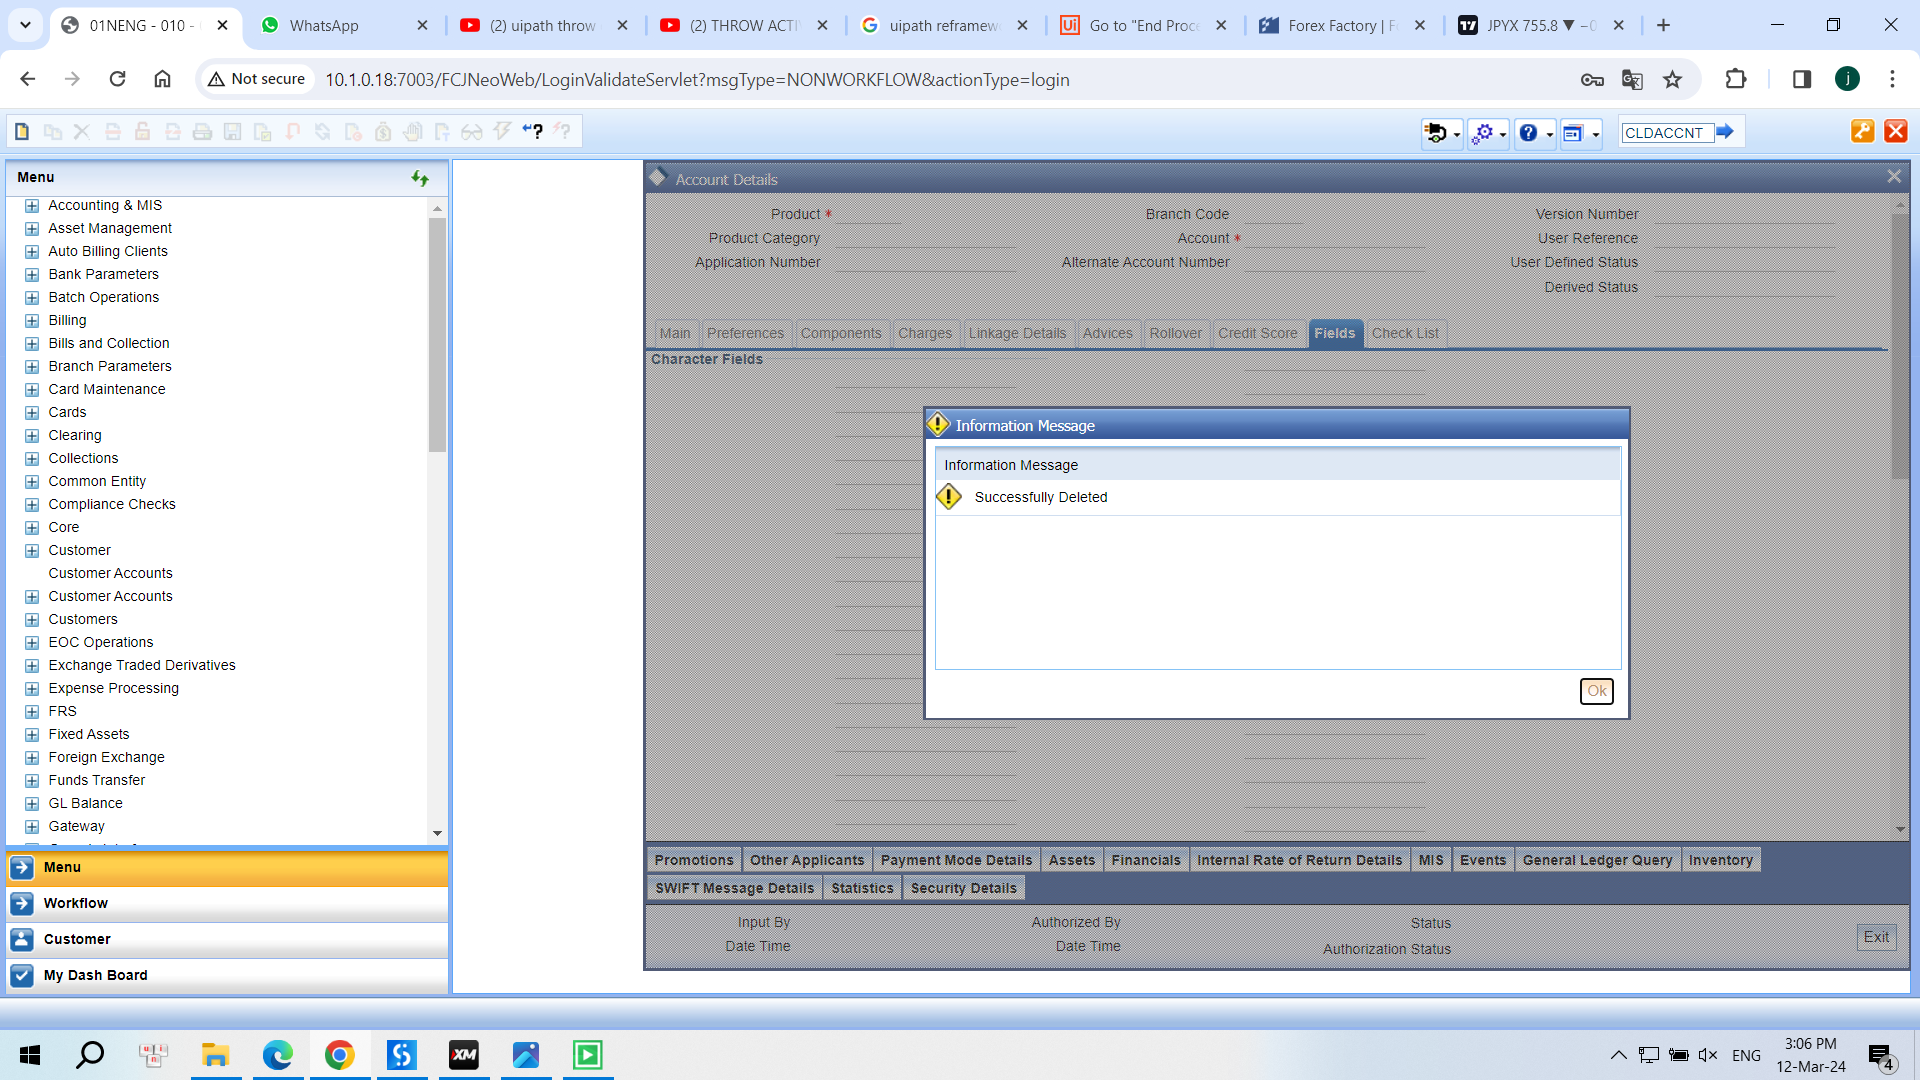 01NENG - 010 -
WhatsApp
(2) uipath throw
(2) THROW ACTI
uipath reframew
Go to "End Proce
Forex Factory | F
JPYX 755.8 ▼ −0
Not secure
10.1.0.18:7003/FCJNeoWeb/LoginValidateServlet?msgType=NONWORKFLOW&actionType=login
j
CLDACCNT
Menu
Accounting & MIS
Asset Management
Auto Billing Clients
Bank Parameters
Batch Operations
Billing
Bills and Collection
Branch Parameters
Card Maintenance
Cards
Clearing
Collections
Common Entity
Compliance Checks
Core
Customer
Customer Accounts
Customer Accounts
Customers
EOC Operations
Exchange Traded Derivatives
Expense Processing
FRS
Fixed Assets
Foreign Exchange
Funds Transfer
GL Balance
Gateway
Menu
Workflow
Customer
My Dash Board
Account Details
Product *
Branch Code
Version Number
Product Category
Account *
User Reference
Application Number
Alternate Account Number
User Defined Status
Derived Status
Main Preferences Components Charges Linkage Details Advices Rollover Credit Score Fields Check List
Character Fields
Information Message
Information Message
Successfully Deleted
Ok
Promotions Other Applicants Payment Mode Details Assets Financials Internal Rate of Return Details MIS Events General Ledger Query Inventory
SWIFT Message Details Statistics Security Details
Input By
Authorized By
Status
Date Time
Date Time
Authorization Status
Exit
ENG
3:06 PM
12-Mar-24
4